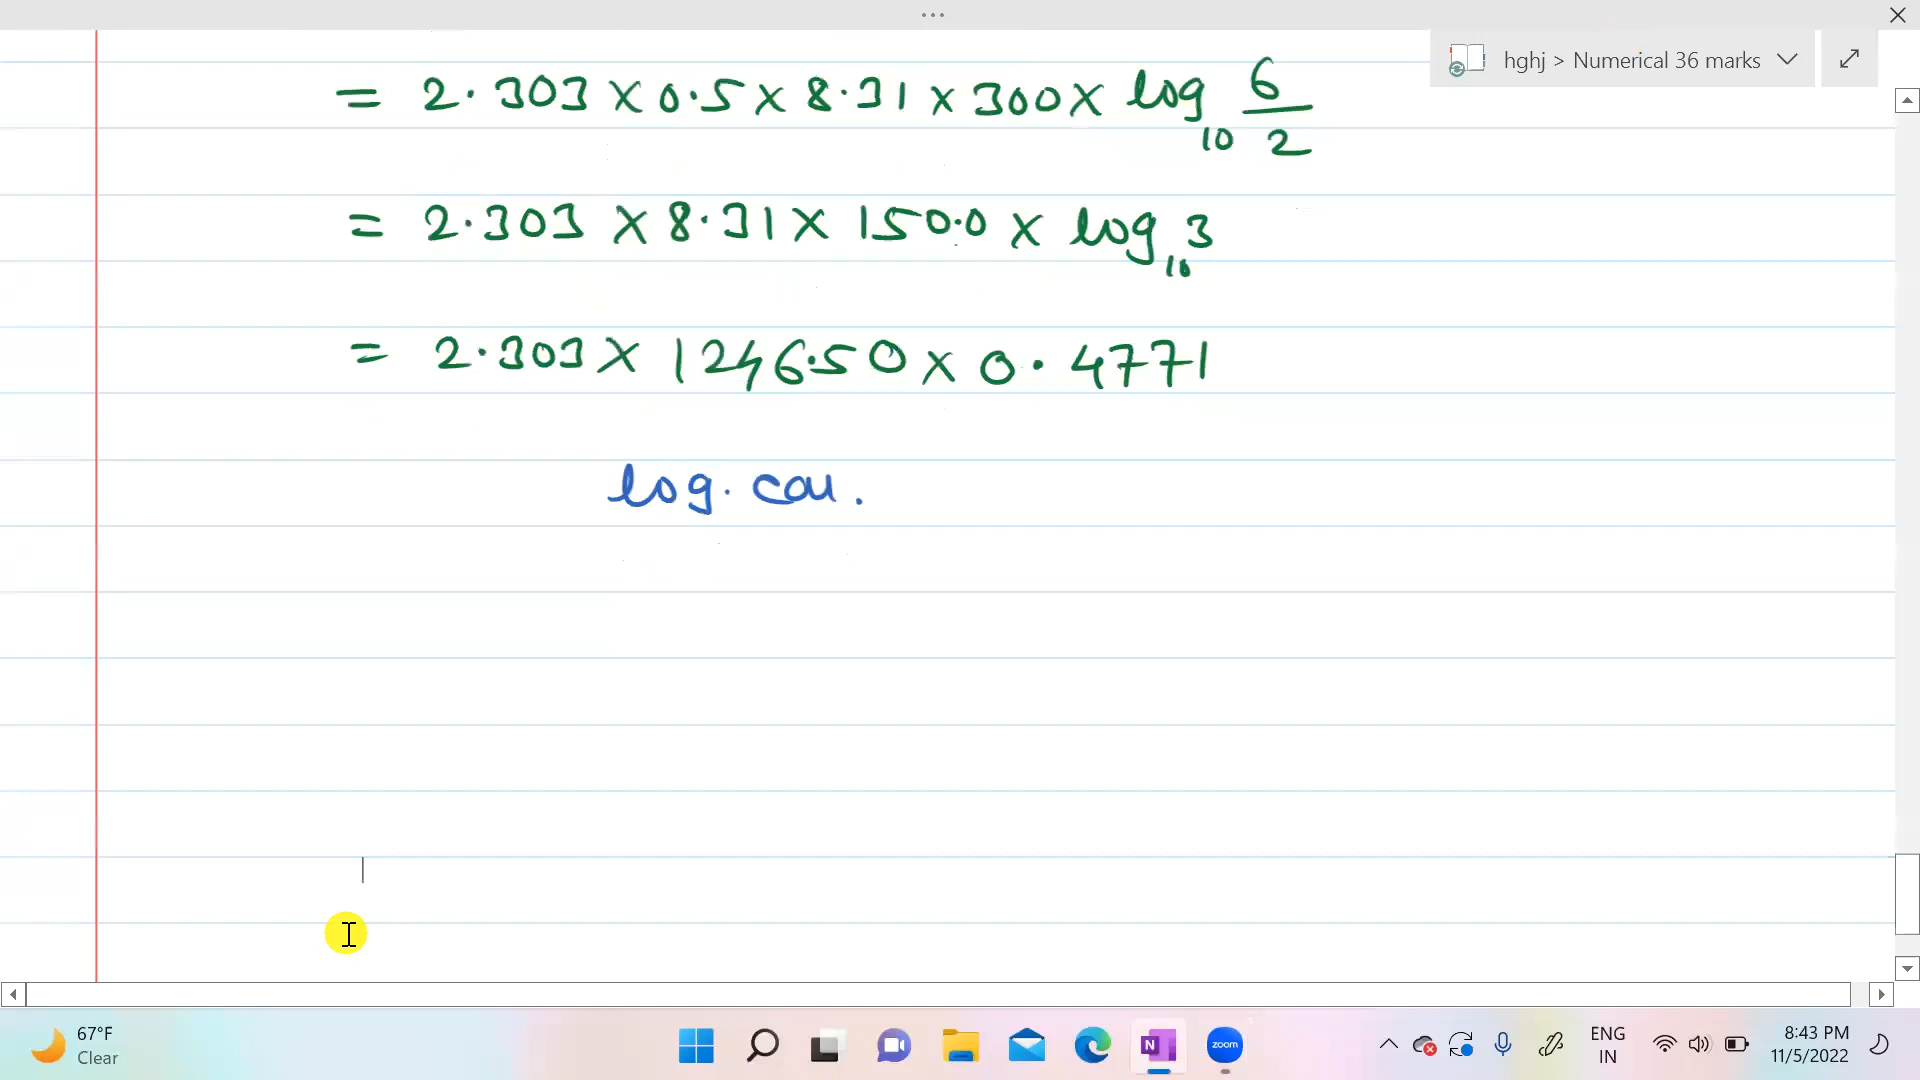 hghj > Numerical 36 marks
= 2.303 × 0.5 × 8.31 × 300 × log₁₀ 6/2
= 2.303 × 8.31 × 150.0 × log₁₀ 3
= 2.303 × 1246.50 × 0.4771
log. cal.
67°F
Clear
zoom
ENG
IN
8:43 PM
11/5/2022